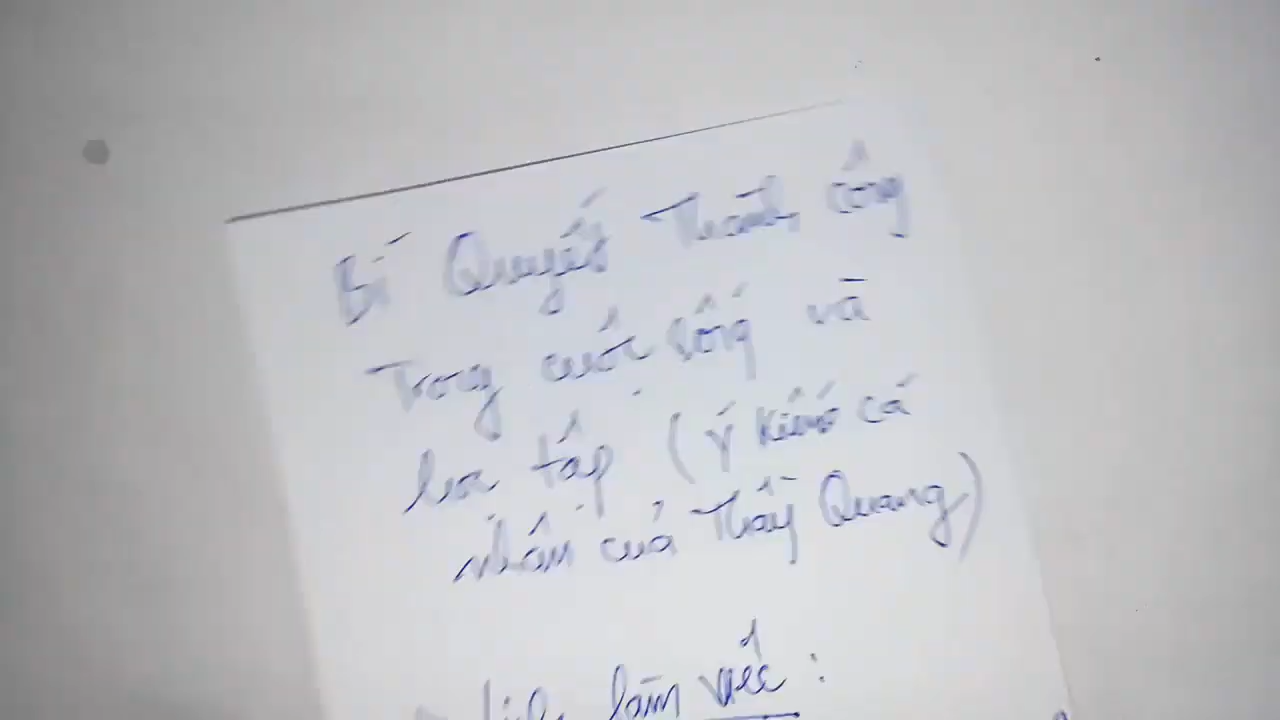 Bí Quyết Thành công
Trong cuộc sống và
học tập (ý kiến cá
nhân của Thầy Quang)
làm việc :